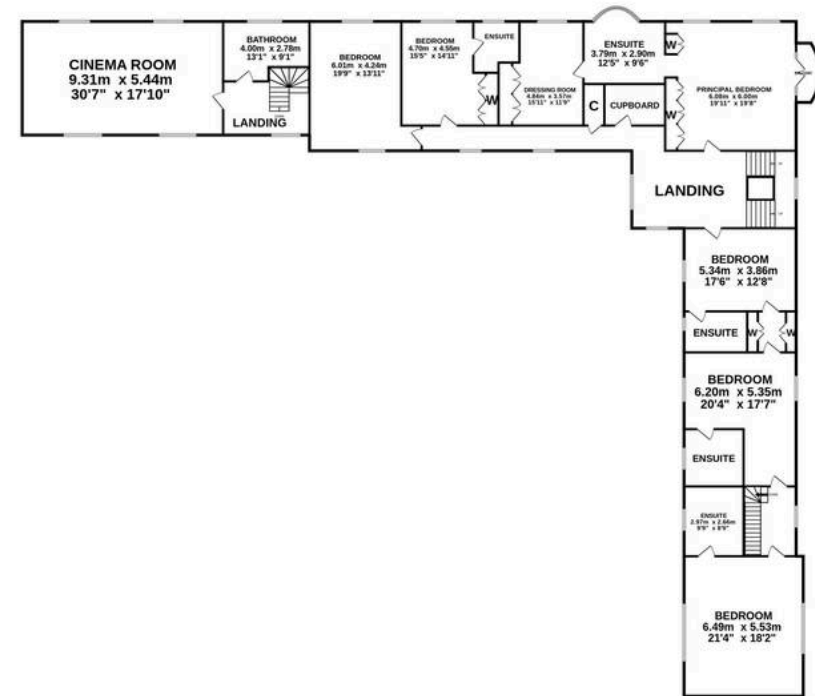 CINEMA ROOM
9.31m x 5.44m
30'7" x 17'10"
BATHROOM
4.00m x 2.78m
13'1" x 9'1"
LANDING
BEDROOM
6.01m x 4.24m
19'9" x 13'11"
BEDROOM
4.70m x 4.55m
15'5" x 14'11"
ENSUITE
W
DRESSING ROOM
4.84m x 3.57m
15'11" x 11'9"
ENSUITE
3.79m x 2.90m
12'5" x 9'6"
C
CUPBOARD
W
W
PRINCIPAL BEDROOM
6.08m x 6.00m
19'11" x 19'8"
LANDING
BEDROOM
5.34m x 3.86m
17'6" x 12'8"
ENSUITE
W
W
BEDROOM
6.20m x 5.35m
20'4" x 17'7"
ENSUITE
ENSUITE
2.97m x 2.66m
9'9" x 8'9"
BEDROOM
6.49m x 5.53m
21'4" x 18'2"